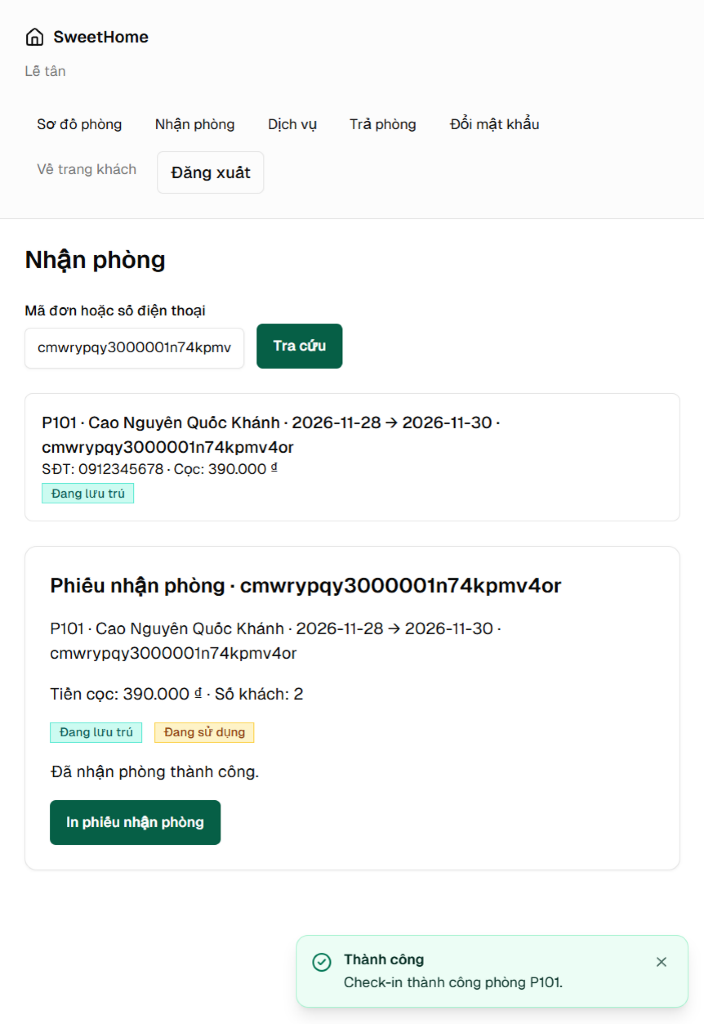 SweetHome
Lễ tân
Sơ đồ phòng Nhận phòng Dịch vụ Trả phòng Đổi mật khẩu
Về trang khách Đăng xuất
Nhận phòng
Mã đơn hoặc số điện thoại
cmwrypqy3000001n74kpmv Tra cứu
P101 · Cao Nguyên Quốc Khánh · 2026-11-28 → 2026-11-30 ·
cmwrypqy3000001n74kpmv4or
SĐT: 0912345678 · Cọc: 390.000 ₫
Đang lưu trú
Phiếu nhận phòng · cmwrypqy3000001n74kpmv4or
P101 · Cao Nguyên Quốc Khánh · 2026-11-28 → 2026-11-30 ·
cmwrypqy3000001n74kpmv4or
Tiền cọc: 390.000 ₫ · Số khách: 2
Đang lưu trú Đang sử dụng
Đã nhận phòng thành công.
In phiếu nhận phòng
Thành công
Check-in thành công phòng P101.